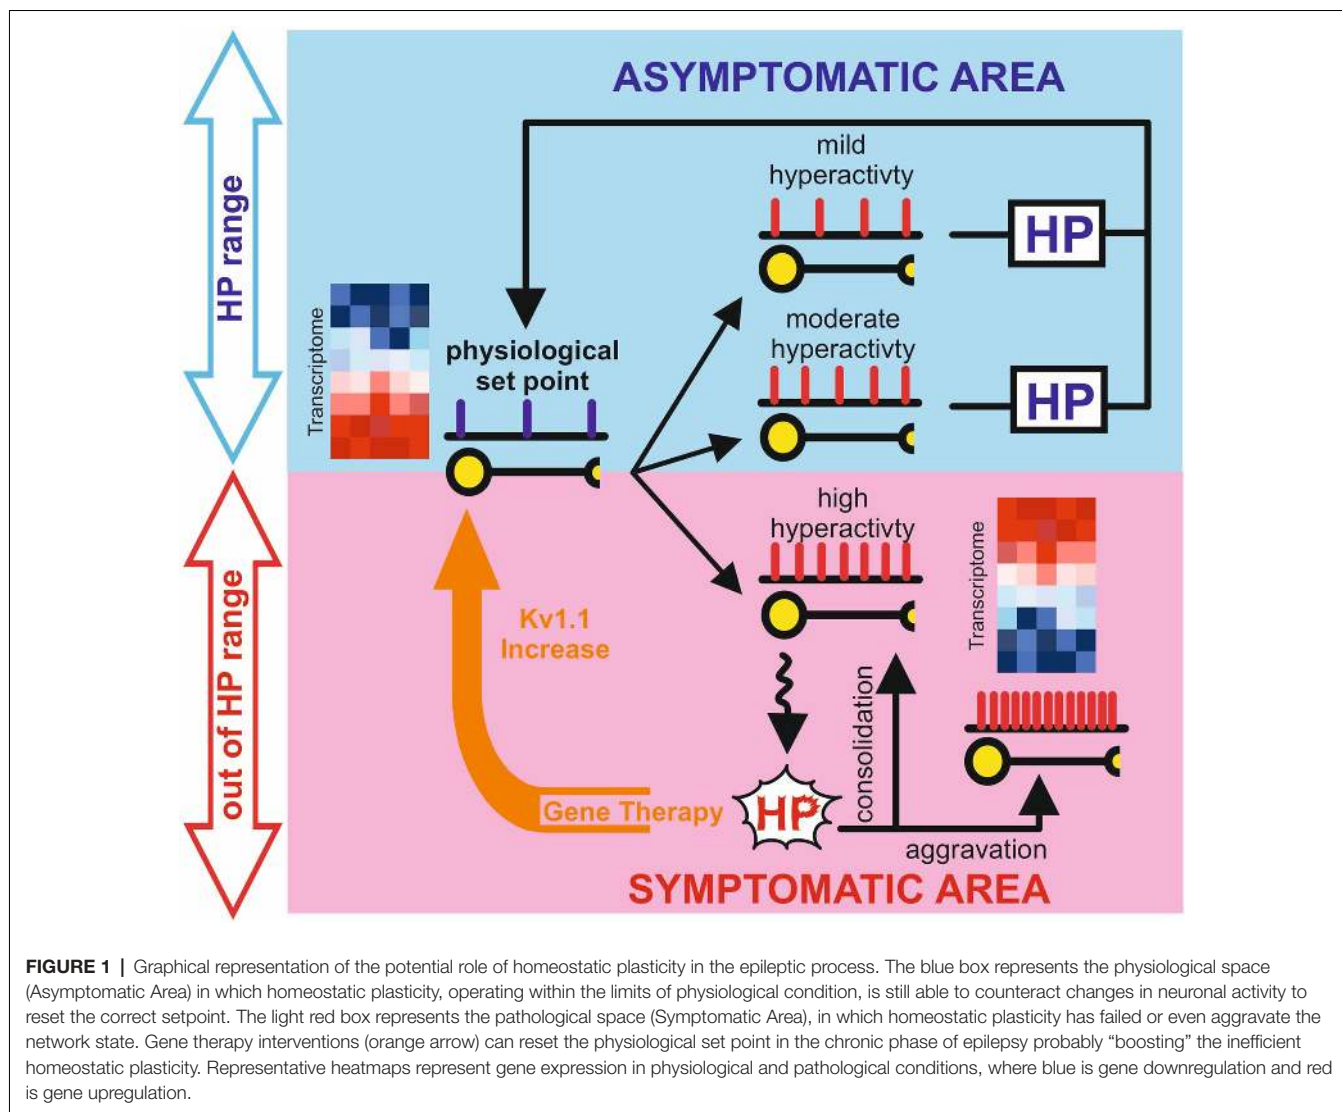 ASYMPTOMATIC AREA
HP range
Transcriptome
physiological
set point
mild
hyperactivty
HP
moderate
hyperactivty
HP
out of HP range
high
hyperactivty
Transcriptome
Kv1.1
Increase
Gene Therapy
HP
consolidation
aggravation
SYMPTOMATIC AREA
FIGURE 1 | Graphical representation of the potential role of homeostatic plasticity in the epileptic process. The blue box represents the physiological space
(Asymptomatic Area) in which homeostatic plasticity, operating within the limits of physiological condition, is still able to counteract changes in neuronal activity to
reset the correct setpoint. The light red box represents the pathological space (Symptomatic Area), in which homeostatic plasticity has failed or even aggravate the
network state. Gene therapy interventions (orange arrow) can reset the physiological set point in the chronic phase of epilepsy probably “boosting” the inefficient
homeostatic plasticity. Representative heatmaps represent gene expression in physiological and pathological conditions, where blue is gene downregulation and red
is gene upregulation.